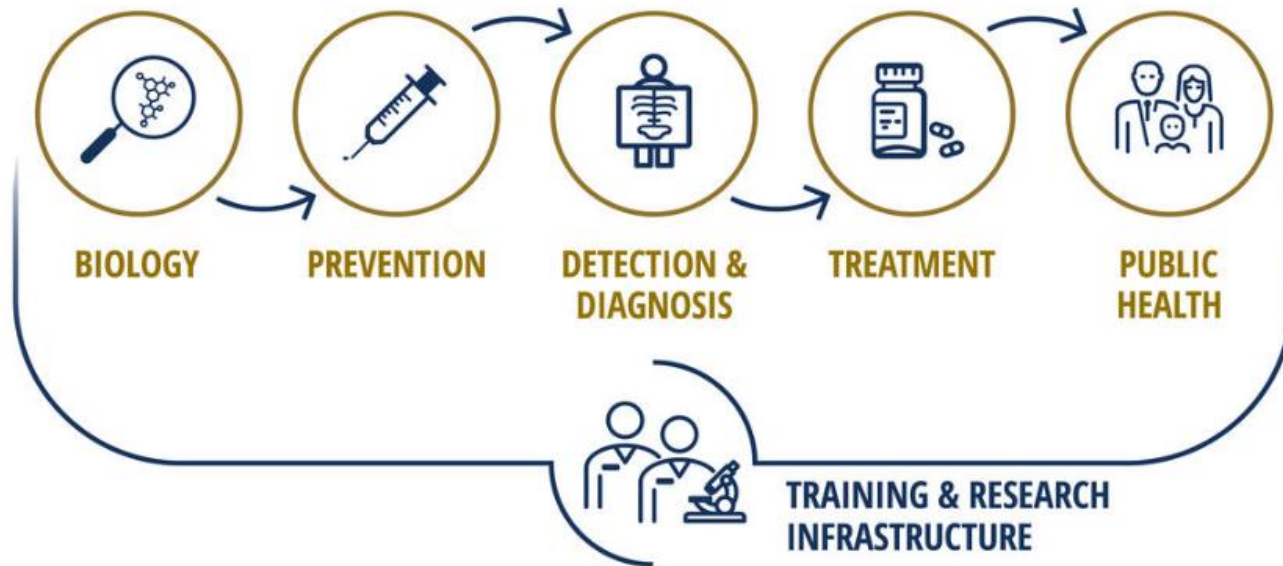 BIOLOGY
PREVENTION
DETECTION &
DIAGNOSIS
TREATMENT
PUBLIC
HEALTH
TRAINING & RESEARCH
INFRASTRUCTURE